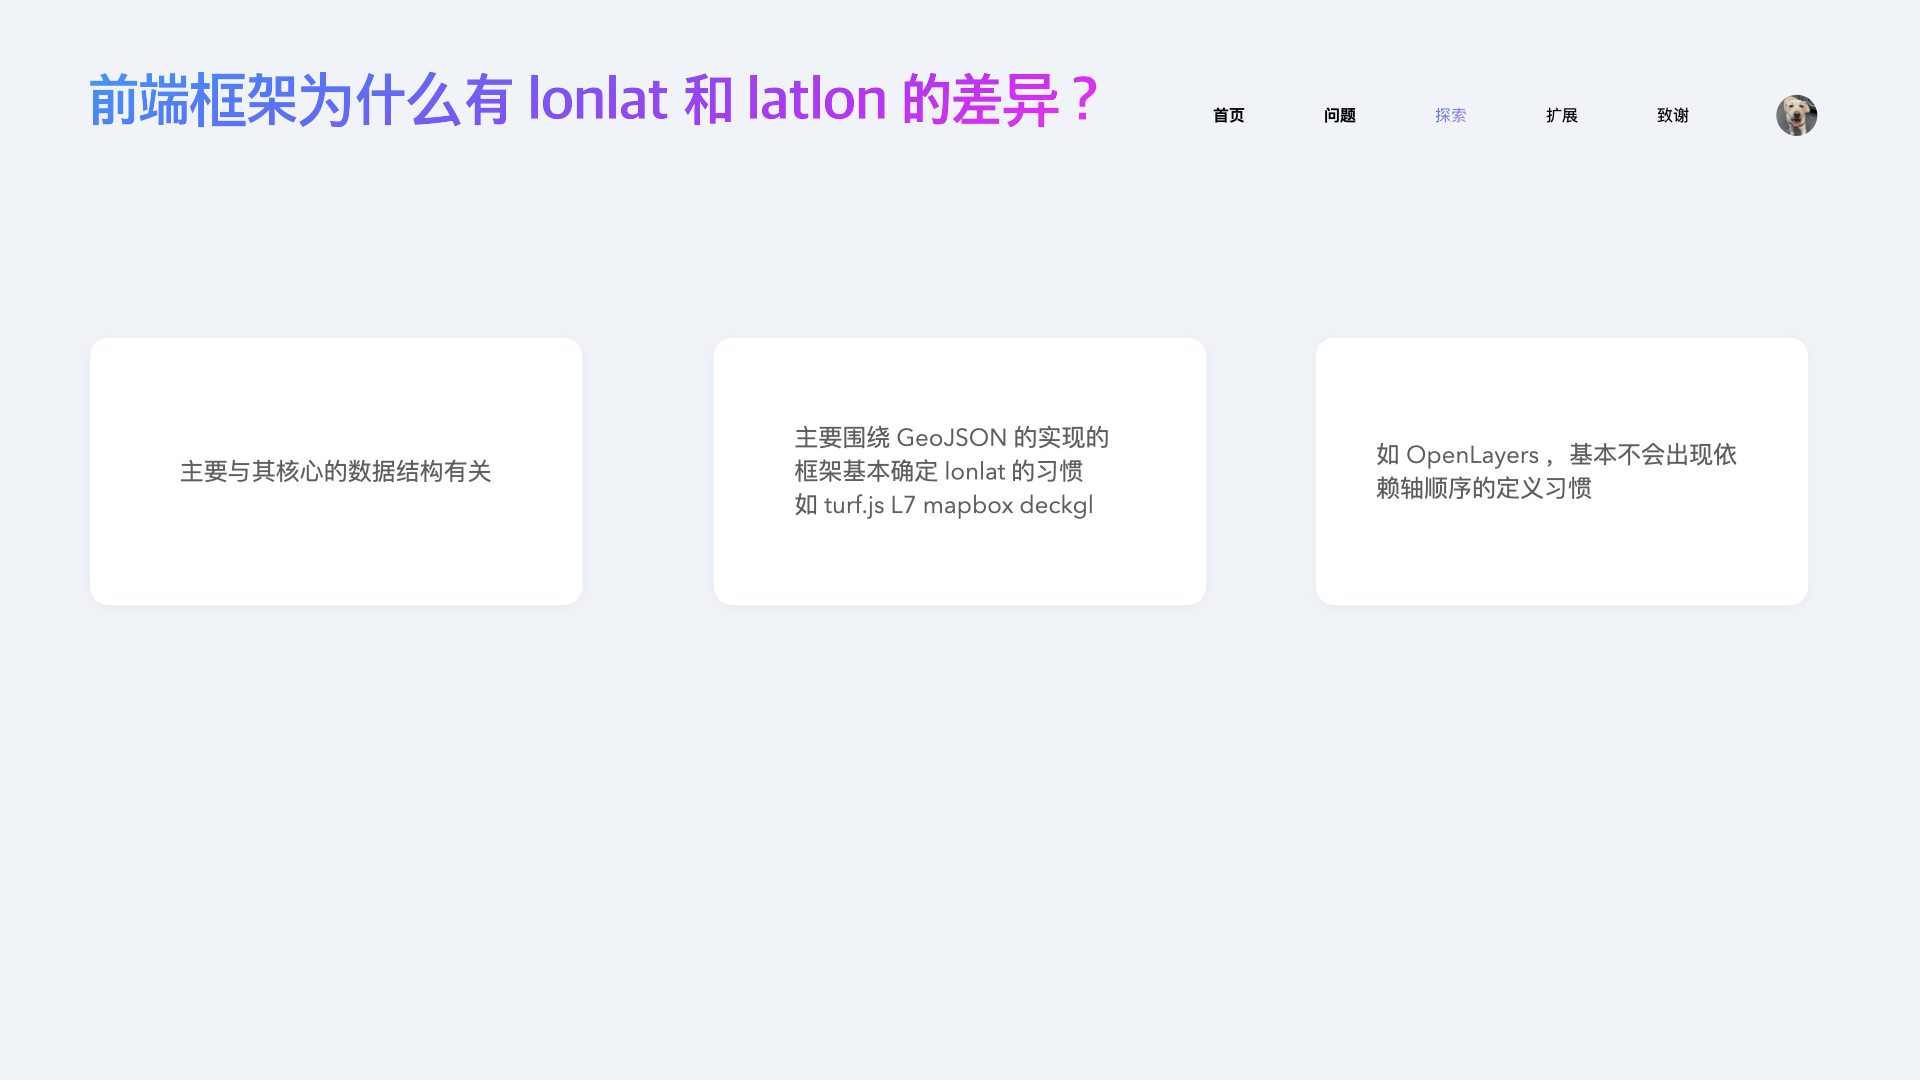 前端框架为什么有 lonlat 和 latlon 的差异？
首页
问题
探索
扩展
致谢
主要与其核心的数据结构有关
主要围绕 GeoJSON 的实现的
框架基本确定 lonlat 的习惯
如 turf.js L7 mapbox deckgl
如 OpenLayers ，基本不会出现依
赖轴顺序的定义习惯